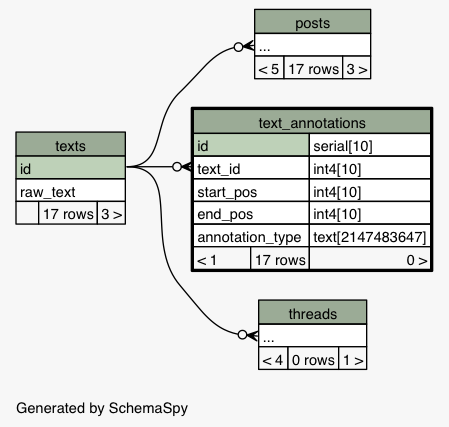 posts
...
< 5 17 rows 3 >
text_annotations
id serial[10]
text_id int4[10]
start_pos int4[10]
end_pos int4[10]
annotation_type text[2147483647]
< 1 17 rows 0 >
texts
id
raw_text
17 rows 3 >
threads
...
< 4 0 rows 1 >
Generated by SchemaSpy